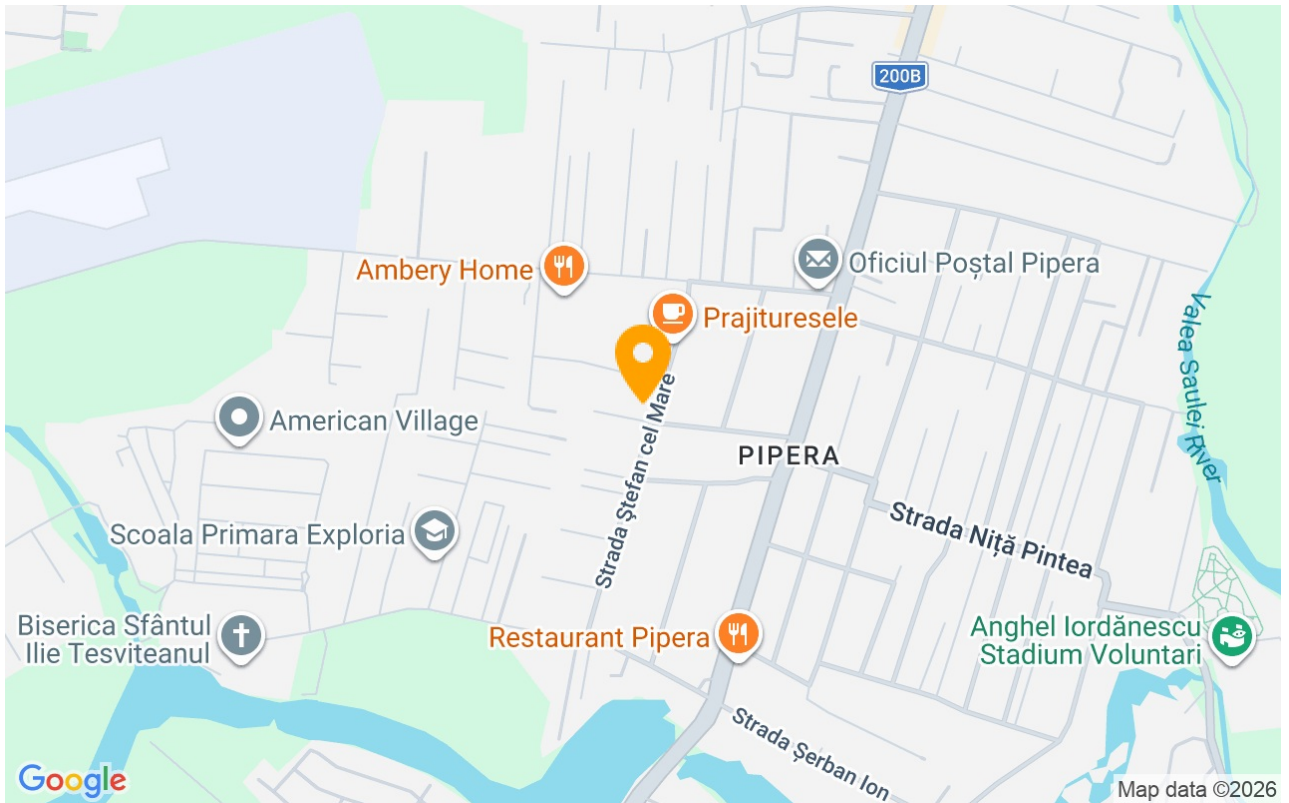 200B
Ambery Home
Oficiul Poștal Pipera
Prajituresele
Valea Saulei River
American Village
Strada Ștefan cel Mare
PIPERA
Scoala Primara Exploria
Strada Niță Pintea
Biserica Sfântul
Ilie Tesviteanul
Restaurant Pipera
Anghel Iordănescu
Stadium Voluntari
Strada Șerban Ion
Google
Map data ©2026